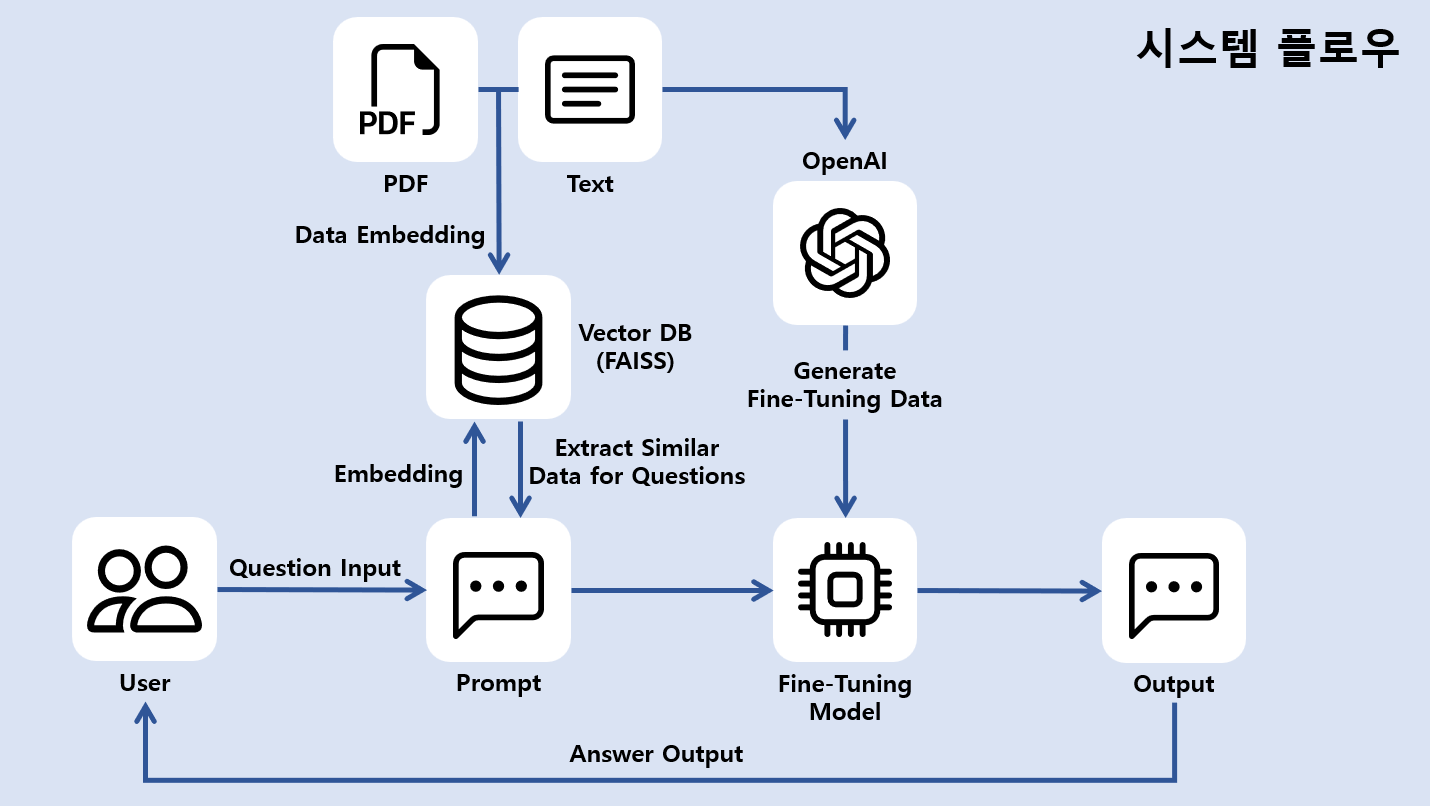 시스템 플로우
PDF
PDF
Text
OpenAI
Data Embedding
Vector DB
(FAISS)
Generate
Fine-Tuning Data
Embedding
Extract Similar
Data for Questions
Question Input
User
Prompt
Fine-Tuning
Model
Output
Answer Output